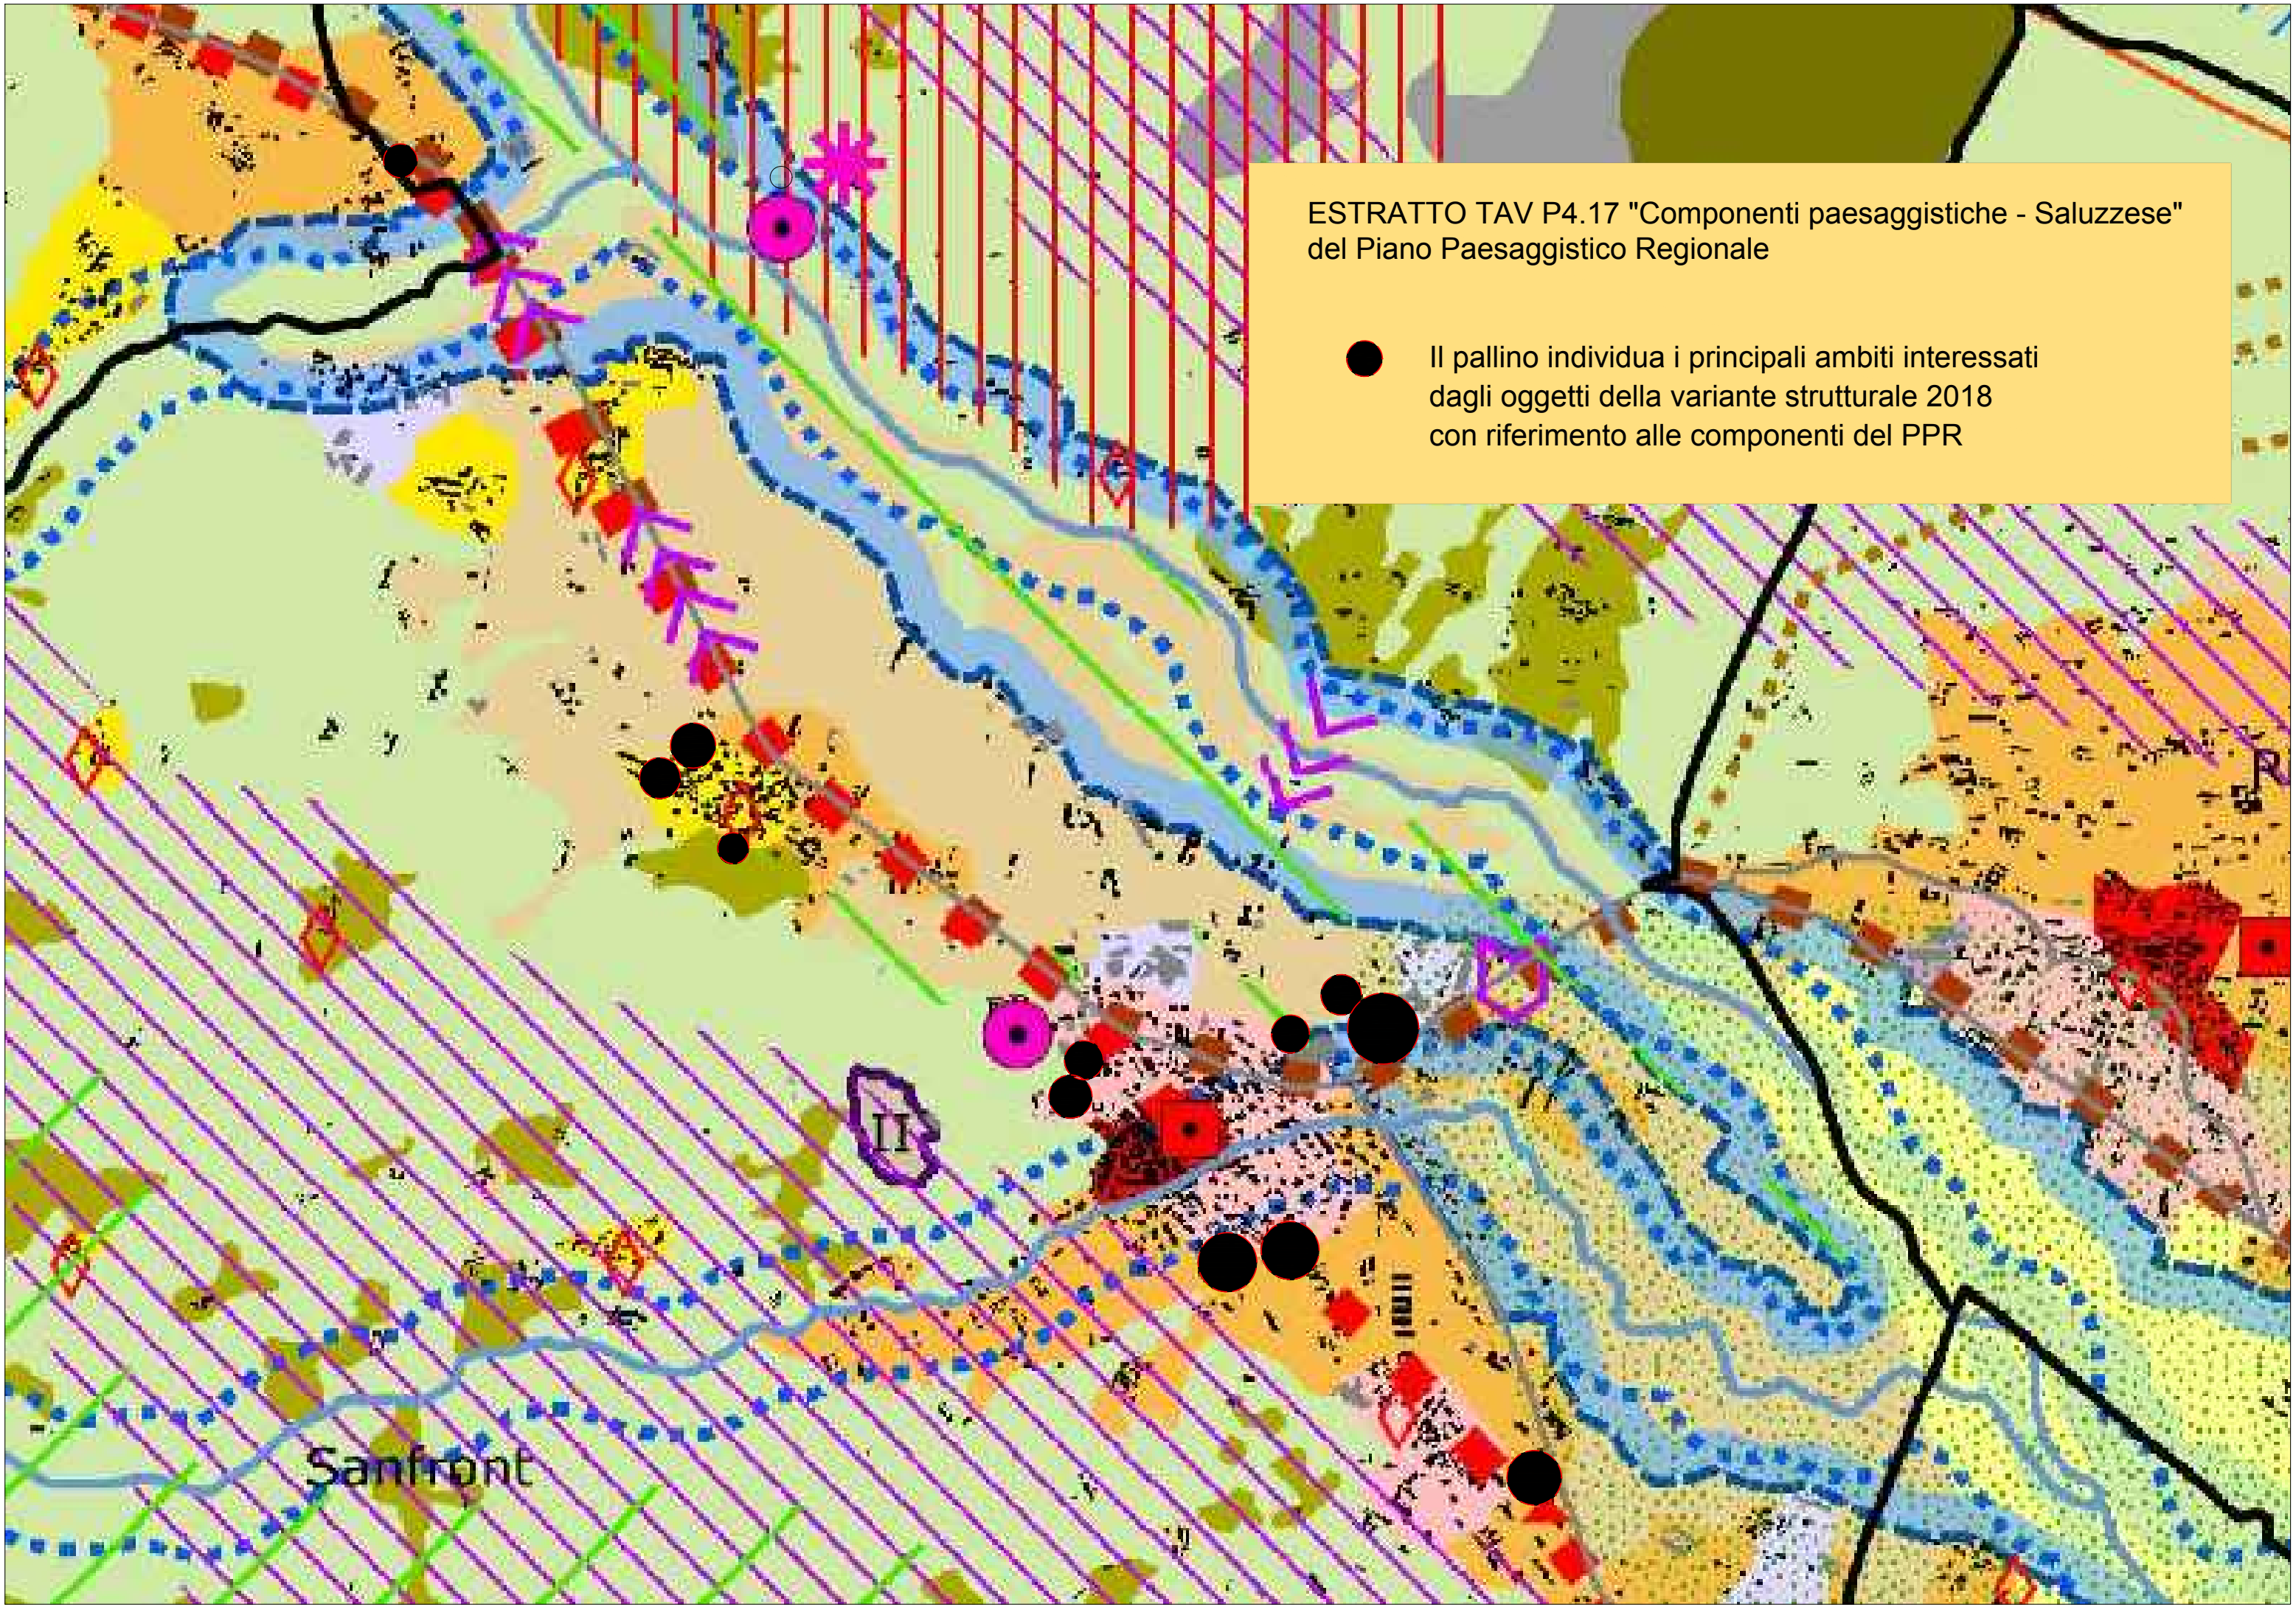 ESTRATTO TAV P4.17 "Componenti paesaggistiche - Saluzzese"
del Piano Paesaggistico Regionale
Il pallino individua i principali ambiti interessati
dagli oggetti della variante strutturale 2018
con riferimento alle componenti del PPR
II
Sanfront